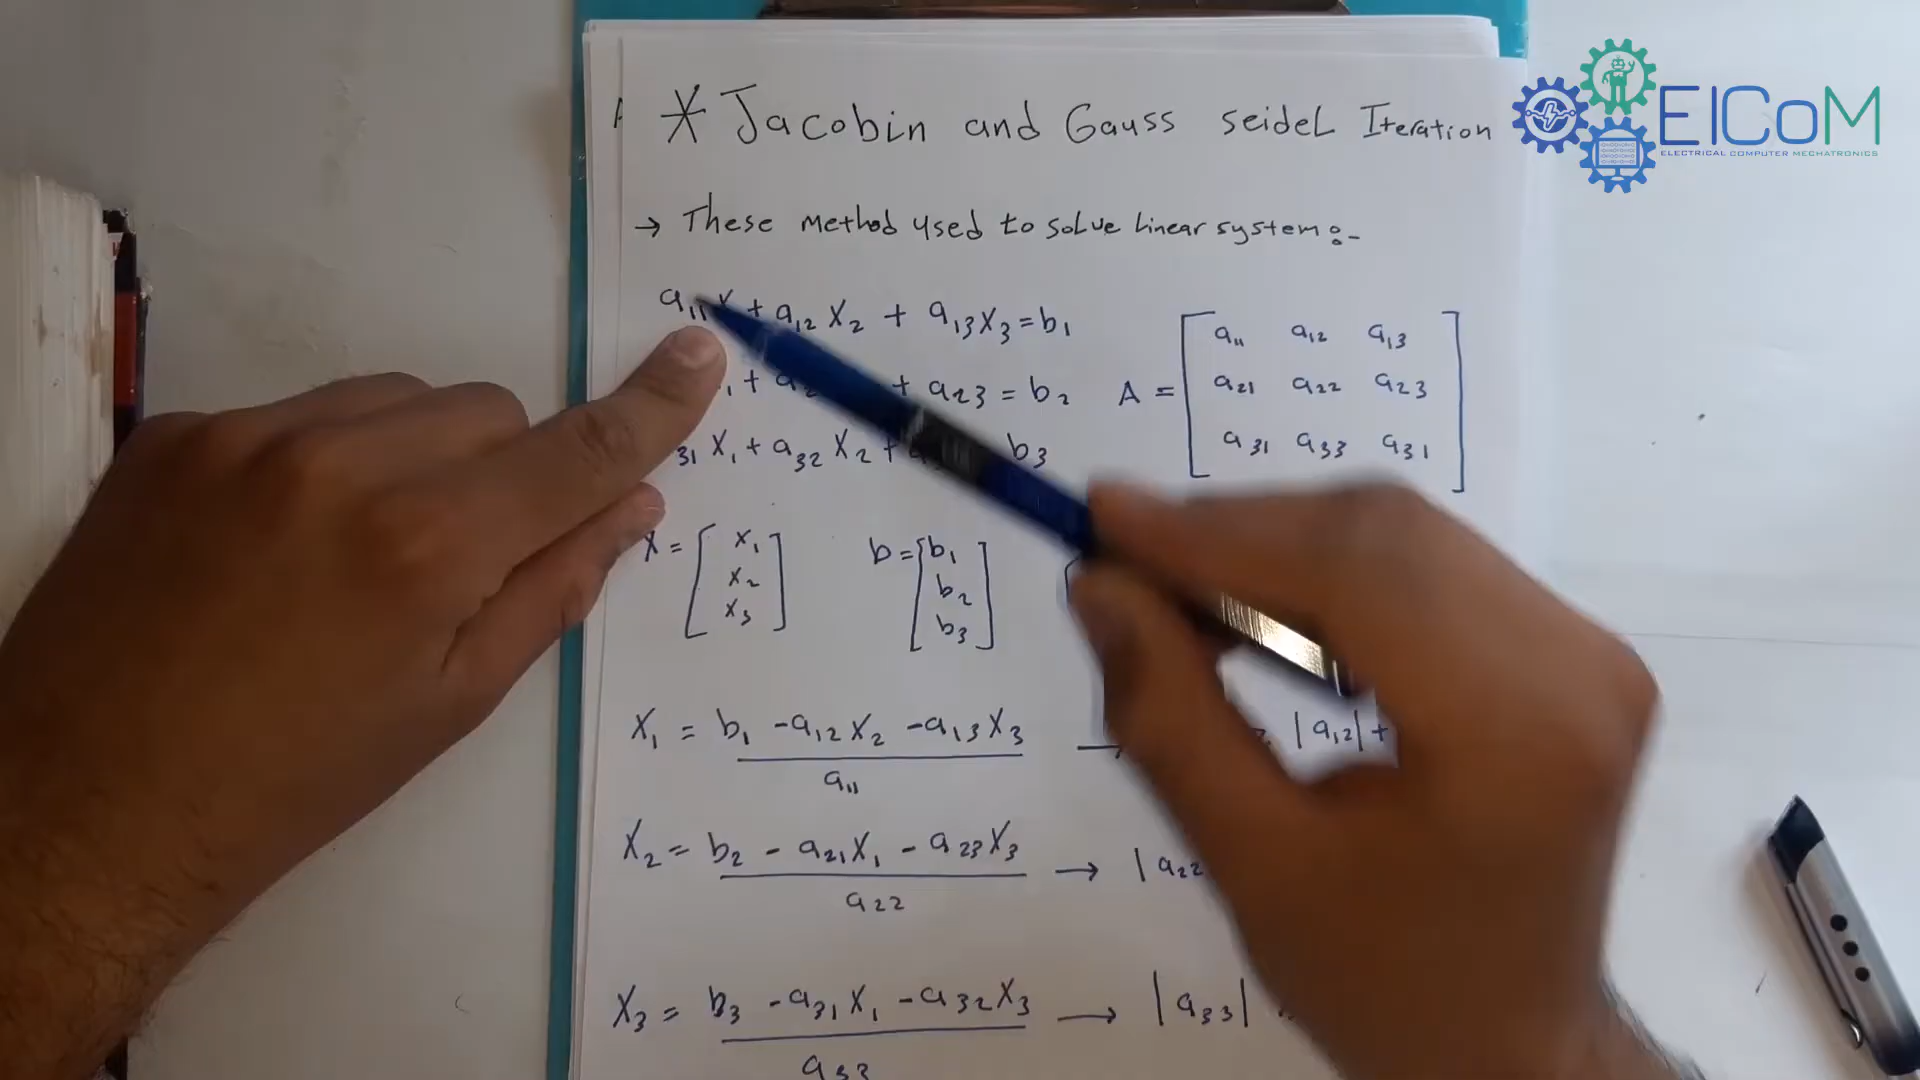 * Jacobin and Gauss seidel Iteration
→ These method used to solve linear system:-
a11 x + a12 x2 + a13 x3 = b1
1 + a + a23 = b2
31 x1 + a32 x2 + b3
A = [ a11 a12 a13
a21 a22 a23
a31 a33 a31 ]
X = [ x1
x2
x3 ]
b = [ b1
b2
b3 ]
x1 = b1 - a12 x2 - a13 x3 →
a11
|a12| +
x2 = b2 - a21 x1 - a23 x3 → |a22
a22
x3 = b3 - a31 x1 - a32 x3 → |a33|
a33
EICoM
ELECTRICAL COMPUTER MECHATRONICS